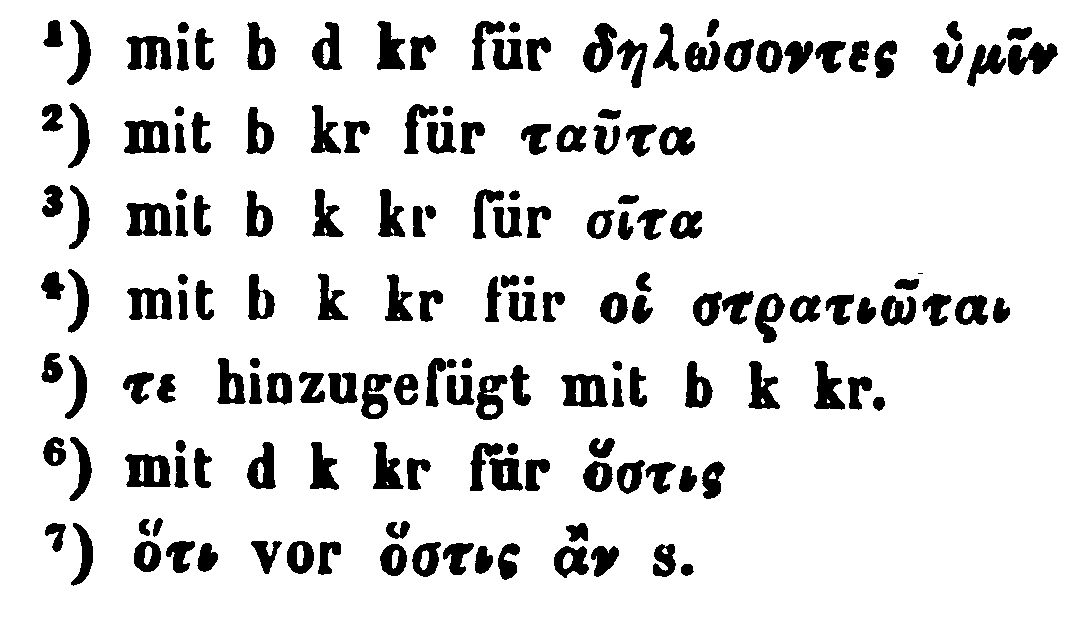 ¹) mit b d kr für δηλώσοντες ὑμῖν
²) mit b kr für ταῦτα
³) mit b k kr für σῖτα
⁴) mit b k kr für οἱ στρατιῶται
⁵) τε hinzugefügt mit b k kr.
⁶) mit d k kr für ὅστις
⁷) ὅτι vor ὅστις ἂν s.